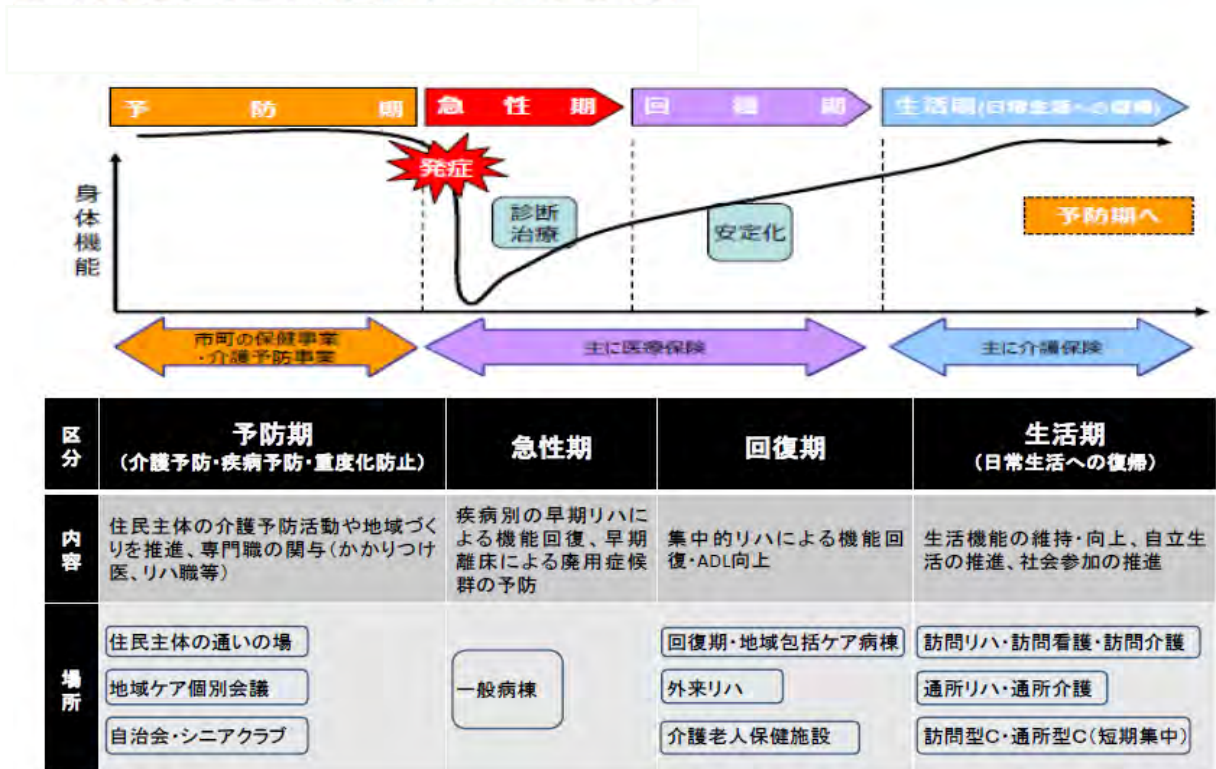 予防期
急性期
回復期
生活期(日常生活への復帰)
発症
身体機能
診断
治療
安定化
予防期へ
市町の保健事業
・介護予防事業
主に医療保険
主に介護保険
区分
予防期
(介護予防・疾病予防・重度化防止)
急性期
回復期
生活期
(日常生活への復帰)
内容
住民主体の介護予防活動や地域づく
りを推進、専門職の関与(かかりつけ
医、リハ職等)
疾病別の早期リハに
よる機能回復、早期
離床による廃用症候
群の予防
集中的リハによる機能回
復・ADL向上
生活機能の維持・向上、自立生
活の推進、社会参加の推進
場所
住民主体の通いの場
地域ケア個別会議
自治会・シニアクラブ
一般病棟
回復期・地域包括ケア病棟
外来リハ
介護老人保健施設
訪問リハ・訪問看護・訪問介護
通所リハ・通所介護
訪問型C・通所型C(短期集中)